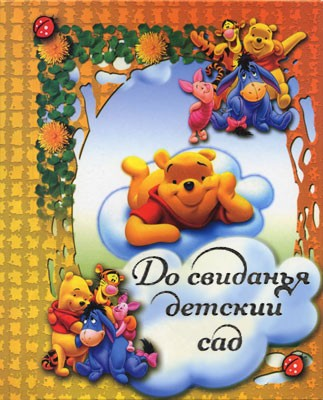 До свиданья
детский
сад